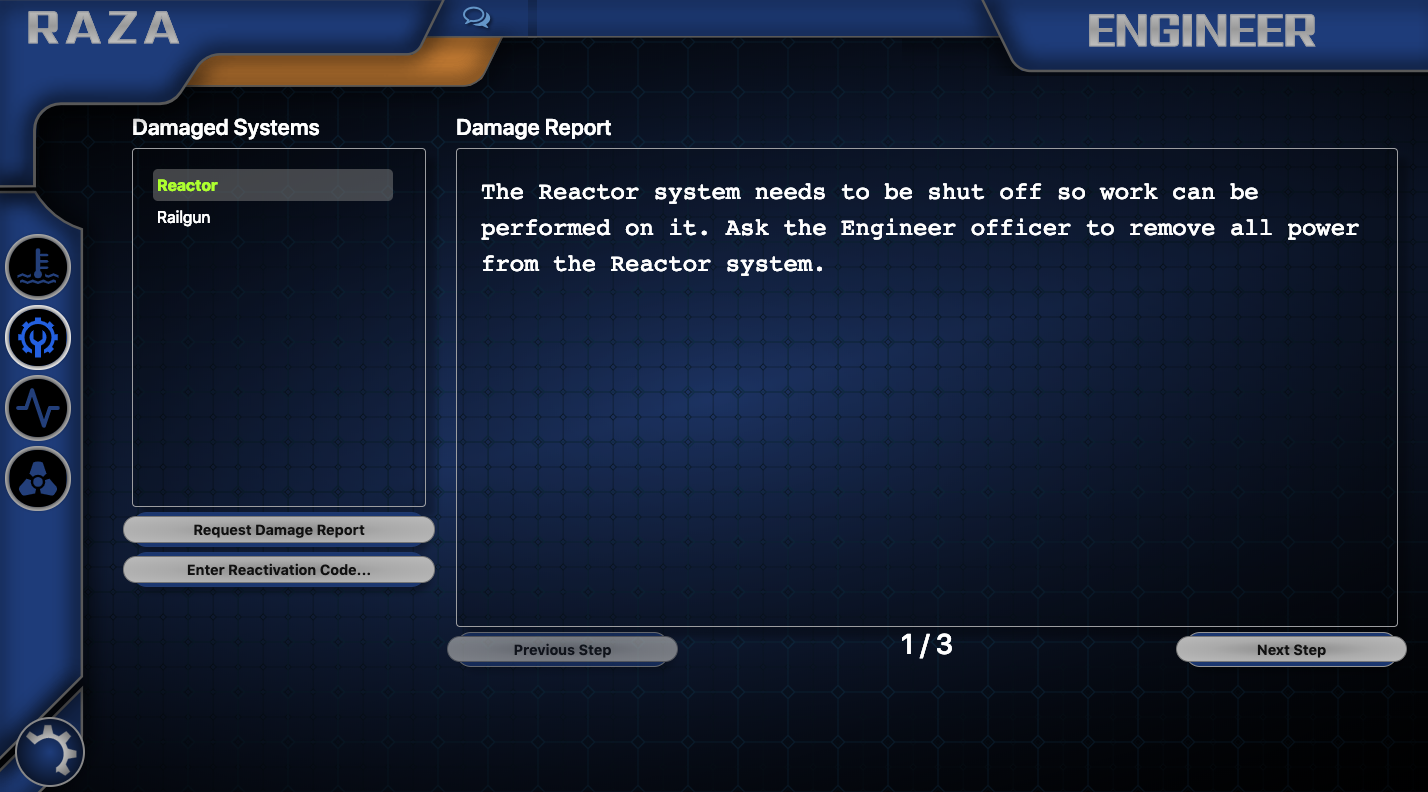 RAZA
ENGINEER
Damaged Systems
Reactor
Railgun
Request Damage Report
Enter Reactivation Code...
Damage Report
The Reactor system needs to be shut off so work can be
performed on it. Ask the Engineer officer to remove all power
from the Reactor system.
Previous Step
1 / 3
Next Step